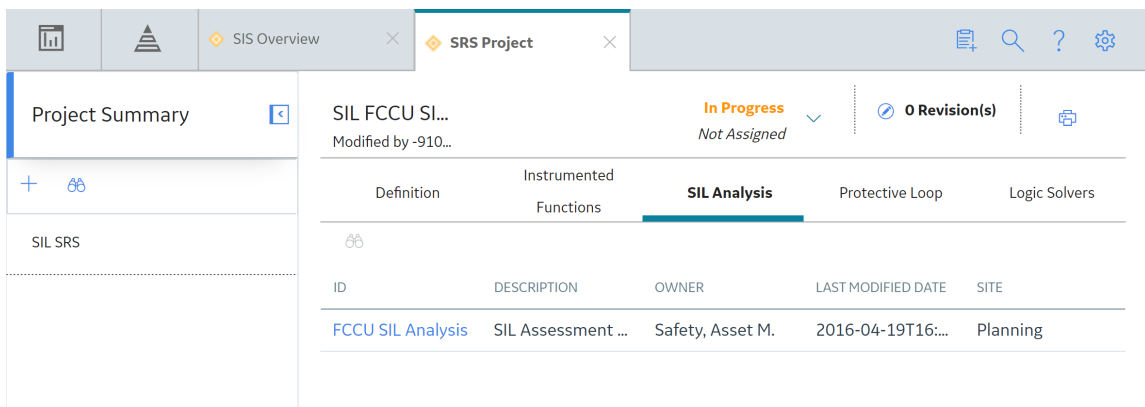 SIS Overview
SRS Project
Project Summary
SIL SRS
SIL FCCU SI...
Modified by -910...
In Progress
Not Assigned
0 Revision(s)
Definition
Instrumented
Functions
SIL Analysis
Protective Loop
Logic Solvers
ID DESCRIPTION OWNER LAST MODIFIED DATE SITE
FCCU SIL Analysis SIL Assessment ... Safety, Asset M. 2016-04-19T16:... Planning